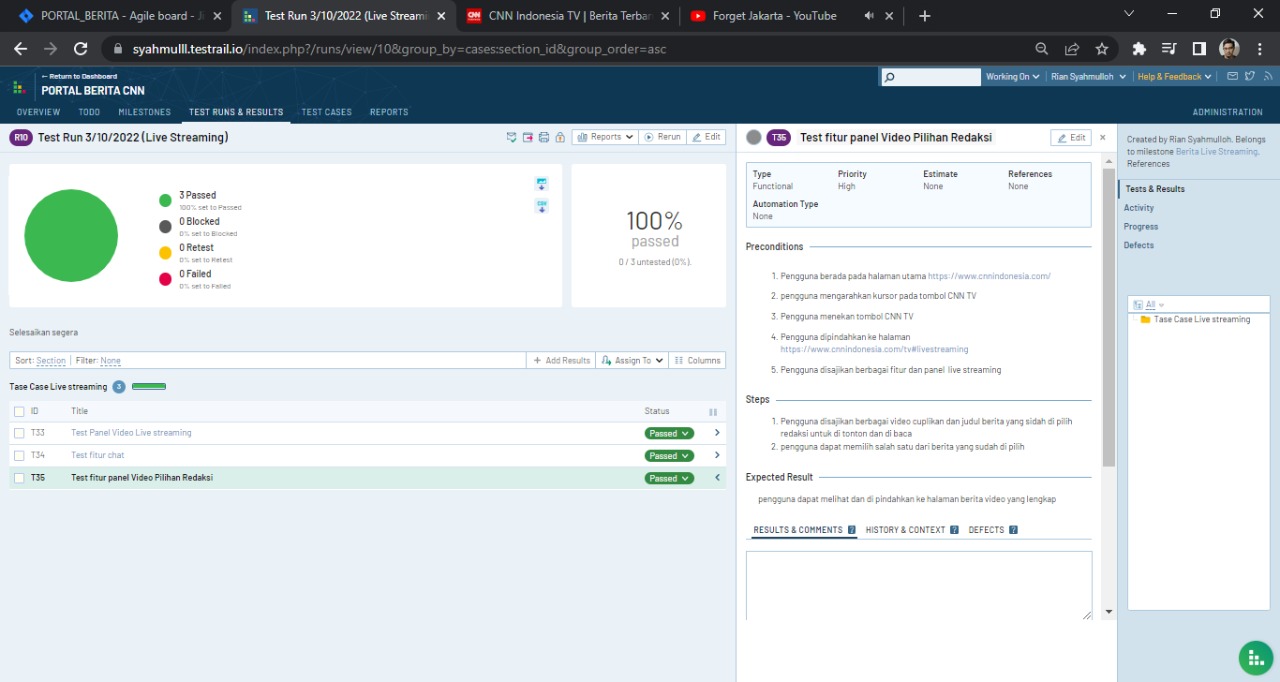 PORTAL_BERITA - Agile board - Ji
Test Run 3/10/2022 (Live Streami
CNN Indonesia TV | Berita Terbar
Forget Jakarta - YouTube
syahmulll.testrail.io/index.php?/runs/view/10&group_by=cases:section_id&group_order=asc
← Return to Dashboard
PORTAL BERITA CNN
Working On
Rian Syahmulloh
Help & Feedback
OVERVIEW TODO MILESTONES TEST RUNS & RESULTS TEST CASES REPORTS
ADMINISTRATION
R10 Test Run 3/10/2022 (Live Streaming)
Reports Rerun Edit
3 Passed
100% set to Passed
0 Blocked
0% set to Blocked
0 Retest
0% set to Retest
0 Failed
0% set to Failed
CSV
100%
passed
0 / 3 untested (0%).
Selesaikan segera
Sort: Section | Filter: None
Add Results Assign To Columns
Tase Case Live streaming 3
ID Title Status
T33 Test Panel Video Live streaming Passed
T34 Test fitur chat Passed
T35 Test fitur panel Video Pilihan Redaksi Passed
T35 Test fitur panel Video Pilihan Redaksi
Edit
Type Priority Estimate References
Functional High None None
Automation Type
None
Preconditions
1. Pengguna berada pada halaman utama https://www.cnnindonesia.com/
2. pengguna mengarahkan kursor pada tombol CNN TV
3. Pengguna menekan tombol CNN TV
4. Pengguna dipindahkan ke halaman
https://www.cnnindonesia.com/tv#livestreaming
5. Pengguna disajikan berbagai fitur dan panel live streaming
Steps
1. Pengguna disajikan berbagai video cuplikan dan judul berita yang sidah di pilih
redaksi untuk di tonton dan di baca
2. pengguna dapat memilih salah satu dari berita yang sudah di pilih
Expected Result
pengguna dapat melihat dan di pindahkan ke halaman berita video yang lengkap
RESULTS & COMMENTS ? HISTORY & CONTEXT ? DEFECTS ?
Created by Rian Syahmulloh. Belongs
to milestone Berita Live Streaming.
References
Tests & Results
Activity
Progress
Defects
All
Tase Case Live streaming